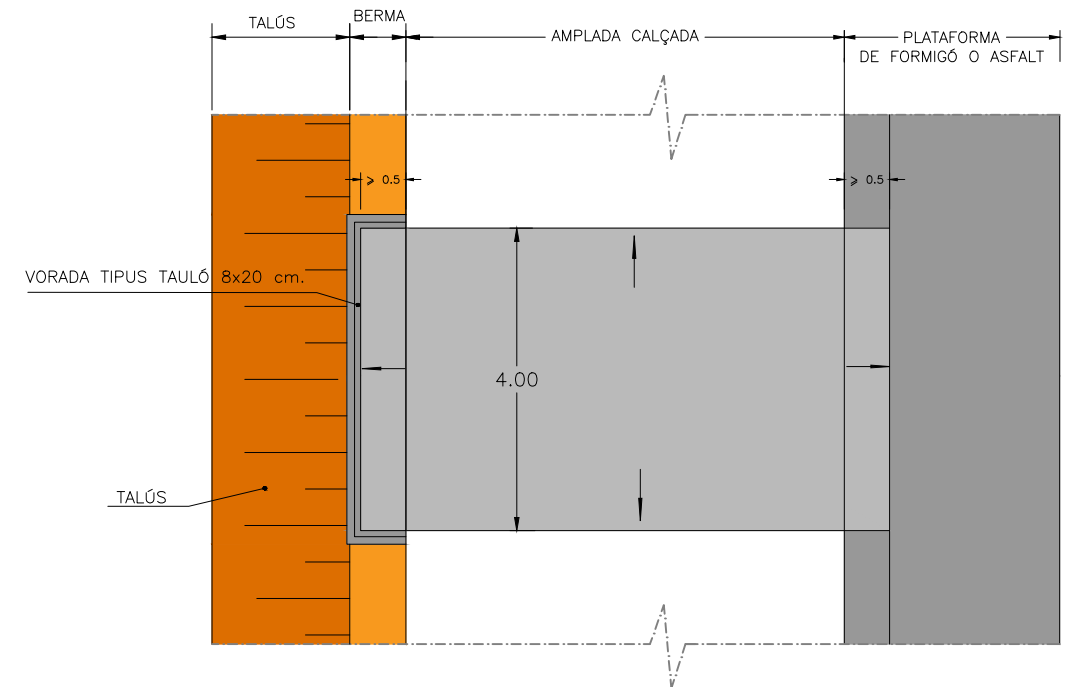 TALÚS
BERMA
AMPLADA CALÇADA
PLATAFORMA
DE FORMIGÓ O ASFALT
⩾ 0.5
⩾ 0.5
VORADA TIPUS TAULÓ 8x20 cm.
4.00
TALÚS